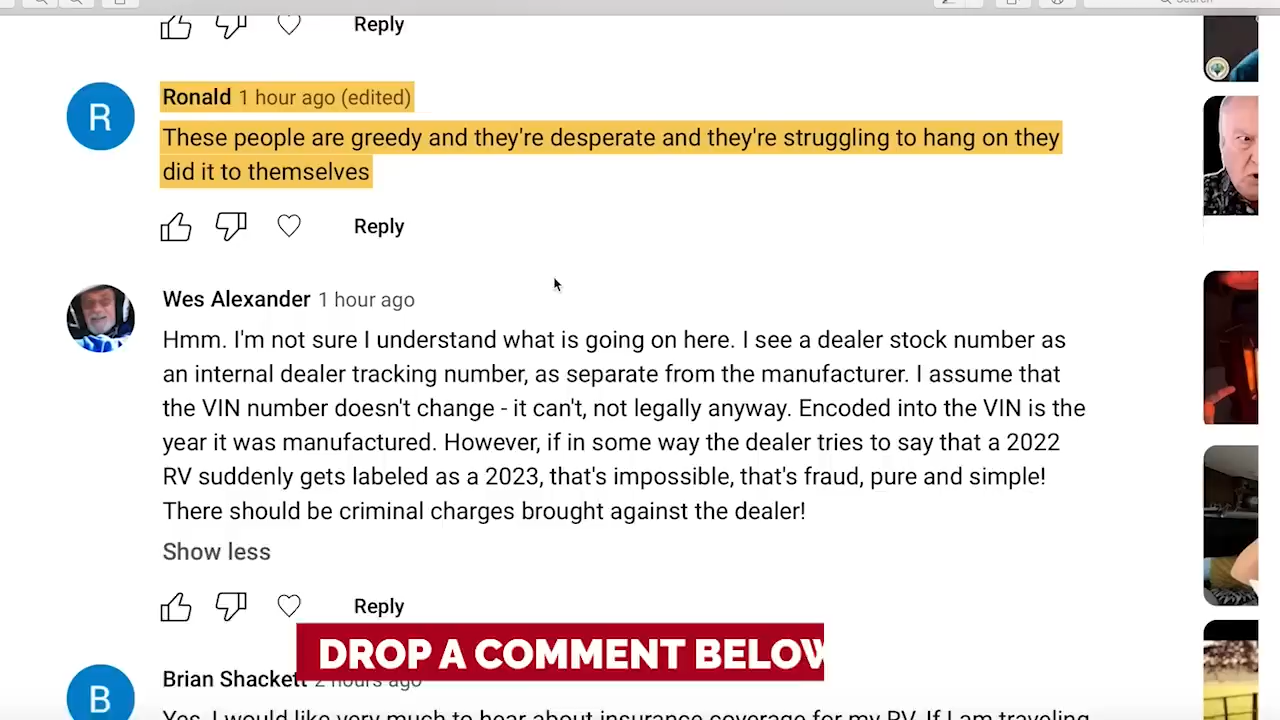 Search
Reply
Ronald 1 hour ago (edited)
These people are greedy and they're desperate and they're struggling to hang on they
did it to themselves
Reply
Wes Alexander 1 hour ago
Hmm. I'm not sure I understand what is going on here. I see a dealer stock number as
an internal dealer tracking number, as separate from the manufacturer. I assume that
the VIN number doesn't change - it can't, not legally anyway. Encoded into the VIN is the
year it was manufactured. However, if in some way the dealer tries to say that a 2022
RV suddenly gets labeled as a 2023, that's impossible, that's fraud, pure and simple!
There should be criminal charges brought against the dealer!
Show less
Reply
DROP A COMMENT BELOW
R
B
Brian Shackett 2 hours ago
Yes, I would like very much to hear about insurance coverage for my RV. If I am traveling